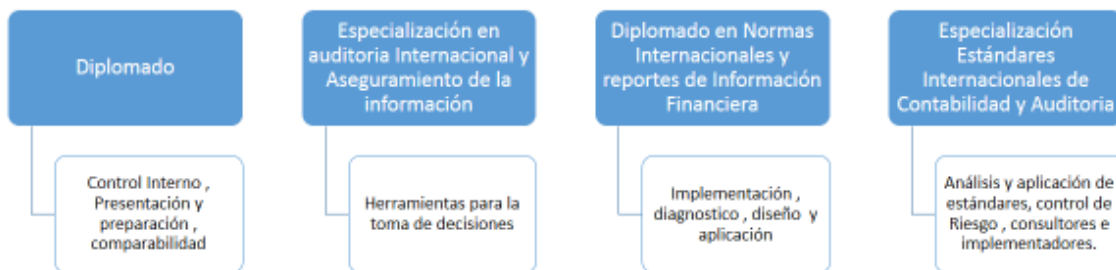 Diplomado
Especialización en
auditoria Internacional y
Aseguramiento de la
información
Diplomado en Normas
Internacionales y
reportes de Información
Financiera
Especialización
Estándares
Internacionales de
Contabilidad y Auditoria
Control Interno ,
Presentación y
preparación ,
comparabilidad
Herramientas para la
toma de decisiones
Implementación ,
diagnostico , diseño y
aplicación
Análisis y aplicación de
estándares, control de
Riesgo , consultores e
implementadores.